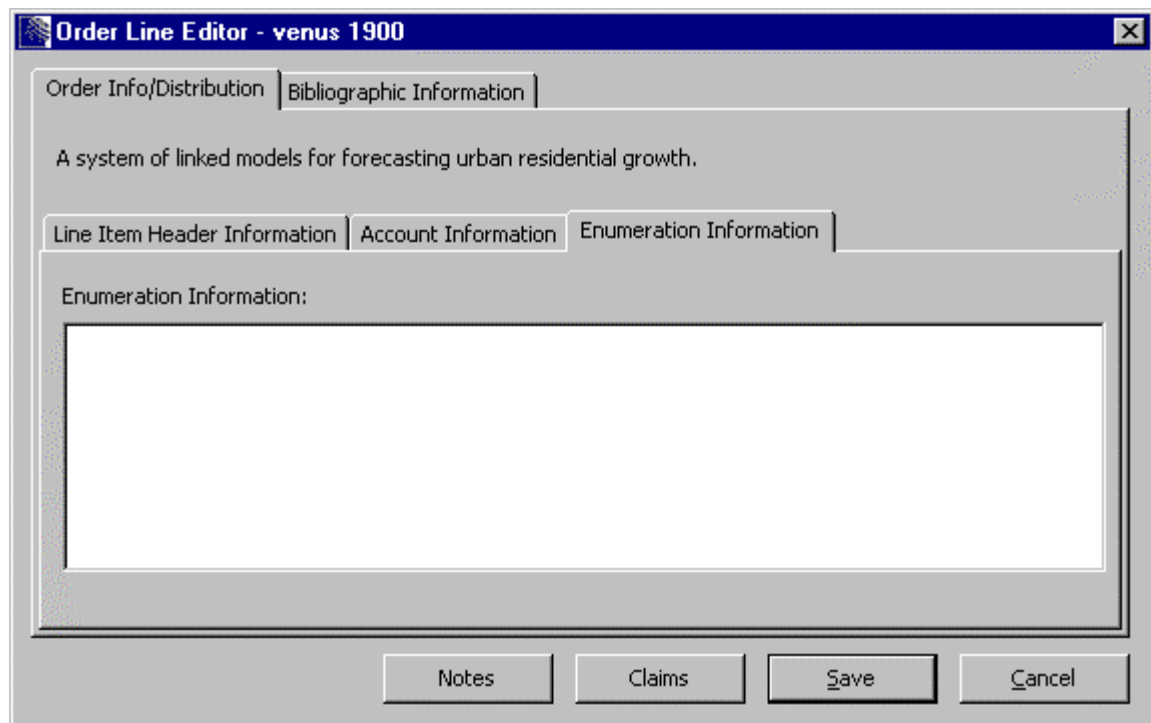 Order Line Editor - venus 1900
Order Info/Distribution Bibliographic Information
A system of linked models for forecasting urban residential growth.
Line Item Header Information Account Information Enumeration Information
Enumeration Information:
Notes Claims Save Cancel